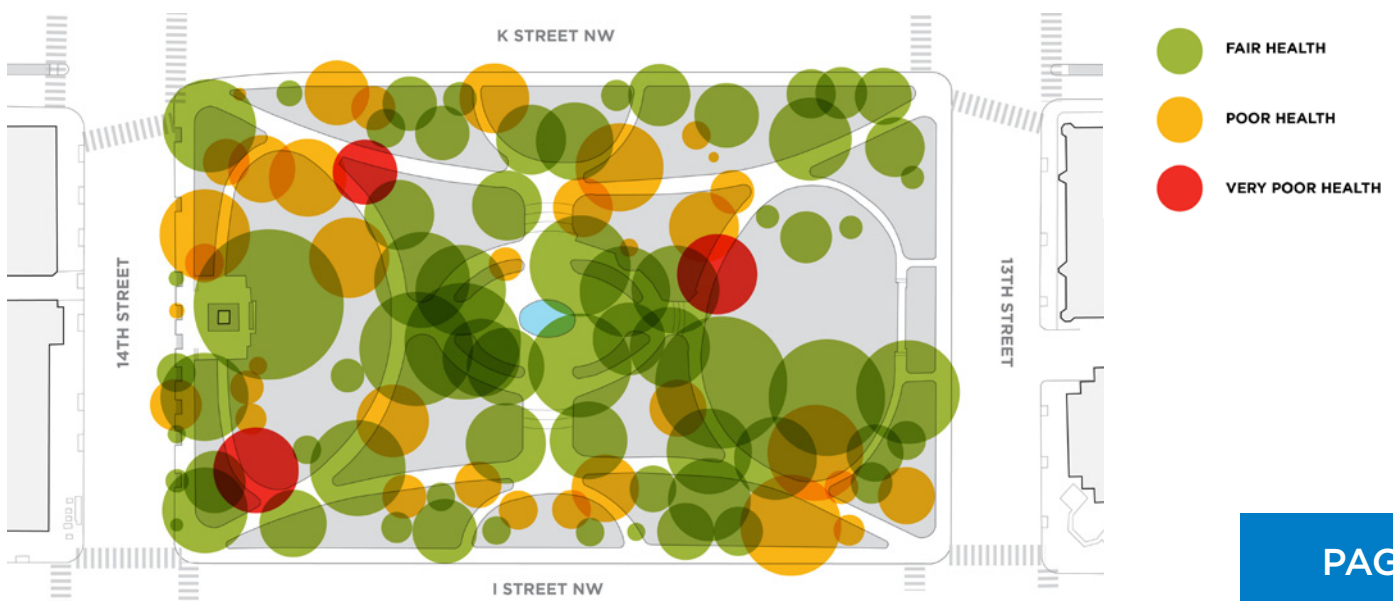 K STREET NW
FAIR HEALTH
POOR HEALTH
VERY POOR HEALTH
14TH STREET
13TH STREET
I STREET NW
PAG